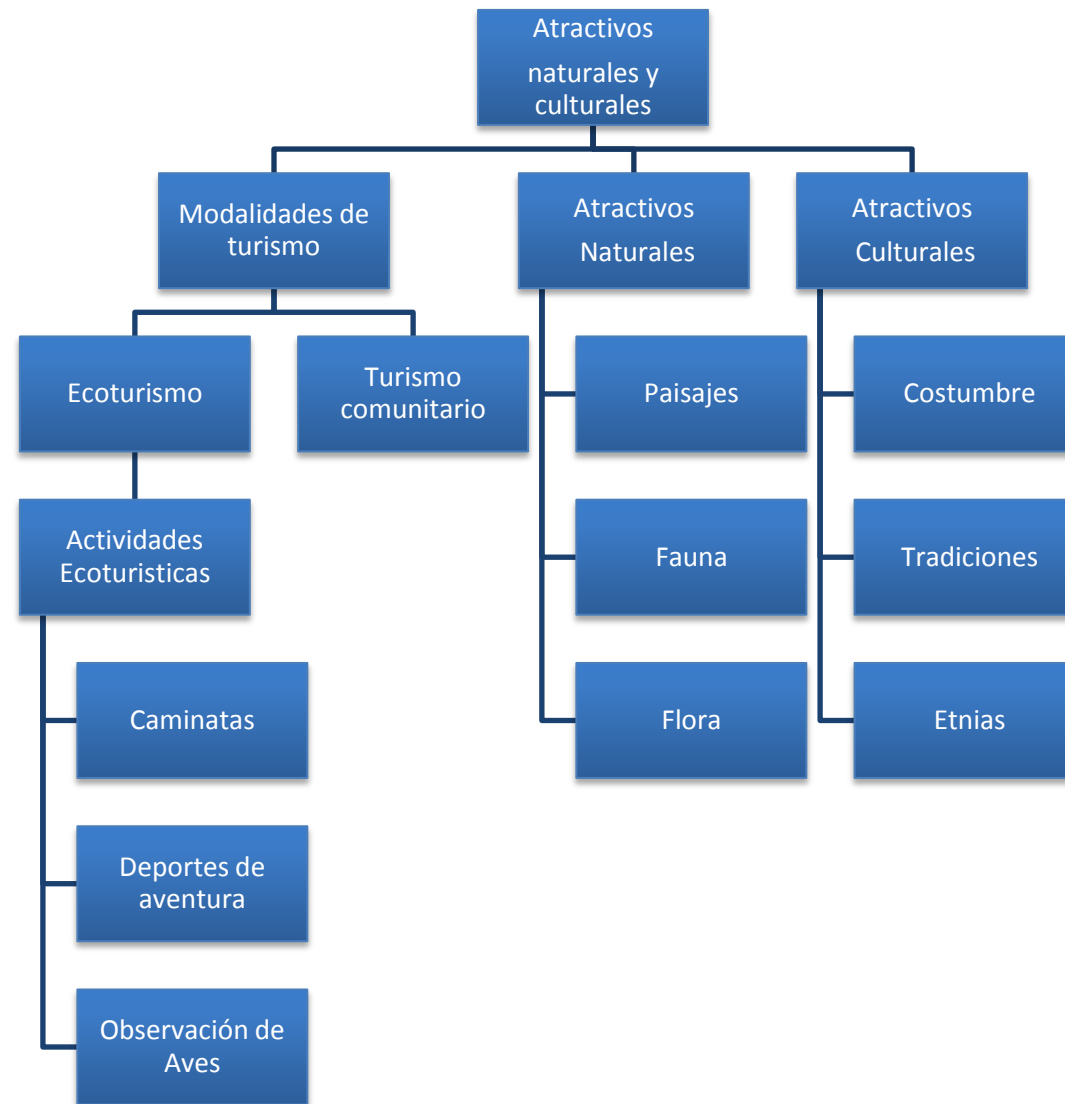 Atractivos
naturales y
culturales
Modalidades de
turismo
Atractivos
Naturales
Atractivos
Culturales
Ecoturismo
Turismo
comunitario
Paisajes
Costumbre
Actividades
Ecoturisticas
Fauna
Tradiciones
Caminatas
Flora
Etnias
Deportes de
aventura
Observación de
Aves